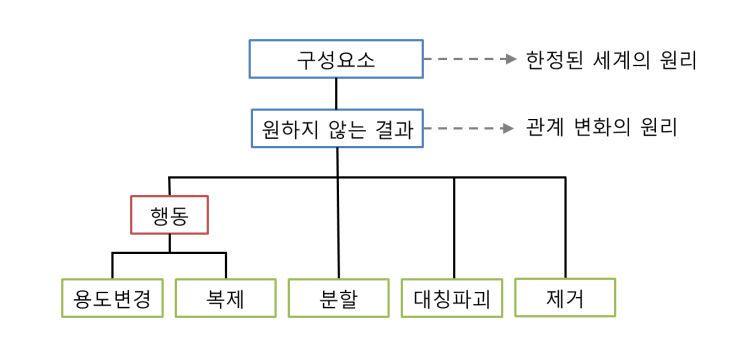 구성요소
한정된 세계의 원리
원하지 않는 결과
관계 변화의 원리
행동
용도변경
복제
분할
대칭파괴
제거